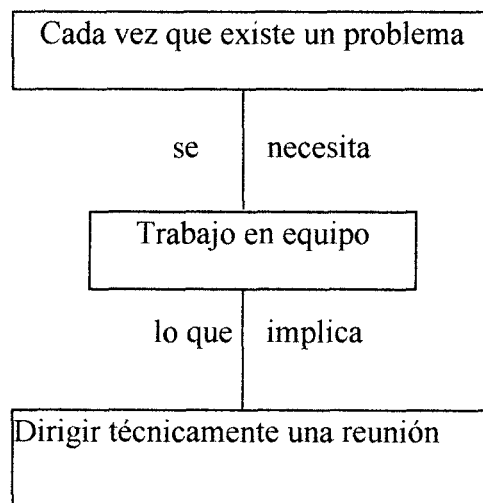 Cada vez que existe un problema
se necesita
Trabajo en equipo
lo que implica
Dirigir técnicamente una reunión